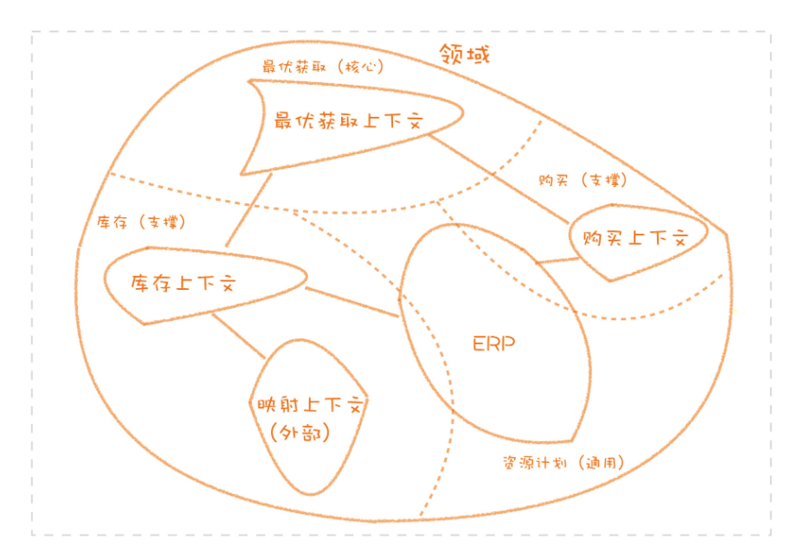 领域
最优获取（核心）
最优获取上下文
购买（支撑）
库存（支撑）
购买上下文
库存上下文
ERP
映射上下文
（外部）
资源计划（通用）